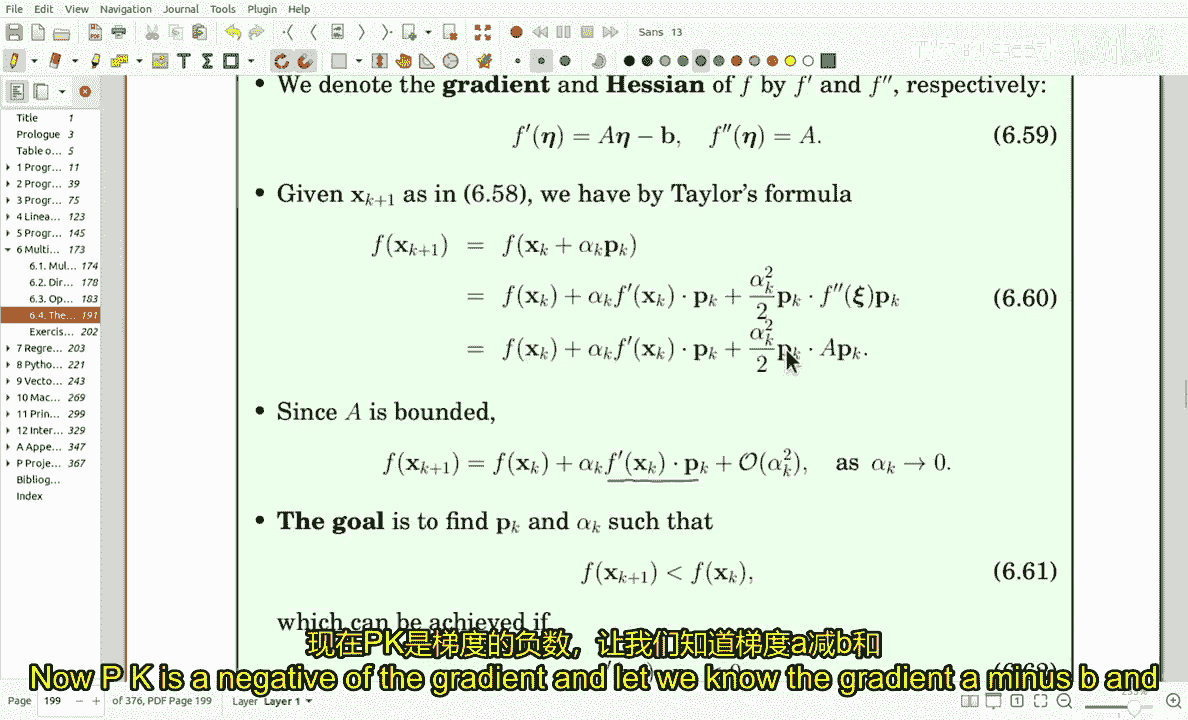 File Edit View Navigation Journal Tools Plugin Help
Sans 13
Title 1
Prologue 3
Table o... 5
1 Progr... 11
2 Progr... 39
3 Progr... 75
4 Linea... 123
5 Progr... 145
6 Multi... 173
6.1. Mul... 174
6.2. Dir... 178
6.3. Op... 183
6.4. The... 191
Exercis... 202
7 Regre... 203
8 Pytho... 221
9 Vecto... 243
10 Mac... 269
11 Prin... 299
12 Inter... 329
A Appe... 347
P Proje... 367
Bibliog...
Index
• We denote the gradient and Hessian of f by f′ and f′′, respectively:
f′(η) = Aη − b, f′′(η) = A. (6.59)
• Given x_{k+1} as in (6.58), we have by Taylor's formula
f(x_{k+1}) = f(x_k + α_k p_k)
= f(x_k) + α_k f′(x_k) · p_k + α_k²/2 p_k · f′′(ξ)p_k (6.60)
= f(x_k) + α_k f′(x_k) · p_k + α_k²/2 p_k · Ap_k.
• Since A is bounded,
f(x_{k+1}) = f(x_k) + α_k f′(x_k) · p_k + O(α_k²), as α_k → 0.
• The goal is to find p_k and α_k such that
f(x_{k+1}) < f(x_k), (6.61)
which can be achieved if
现在PK是梯度的负数，让我们知道梯度a减b和
Now P K is a negative of the gradient and let we know the gradient a minus b and
Page 199 of 376, PDF Page 199 Layer Layer 1